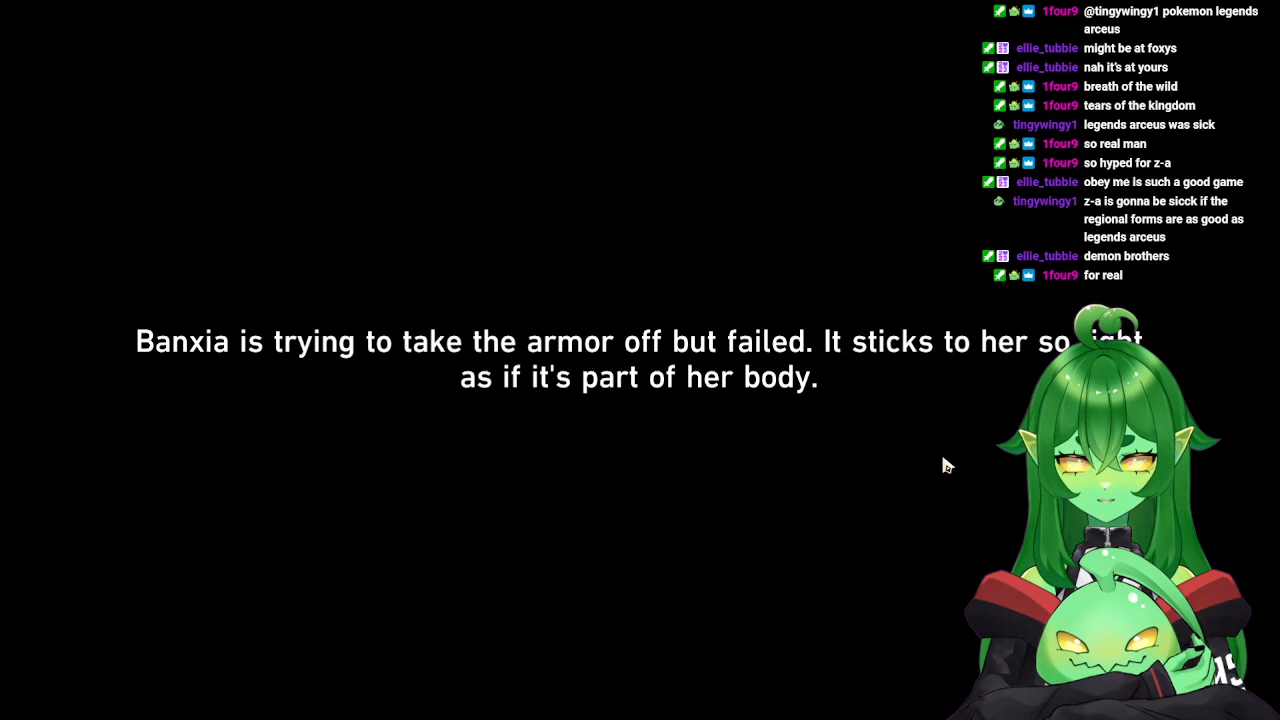 1four9 @tingywingy1 pokemon legends
arceus
ellie_tubbie might be at foxys
ellie_tubbie nah it's at yours
1four9 breath of the wild
1four9 tears of the kingdom
tingywingy1 legends arceus was sick
1four9 so real man
1four9 so hyped for z-a
ellie_tubbie obey me is such a good game
tingywingy1 z-a is gonna be sicck if the
regional forms are as good as
legends arceus
ellie_tubbie demon brothers
1four9 for real
Banxia is trying to take the armor off but failed. It sticks to her so
as if it's part of her body.